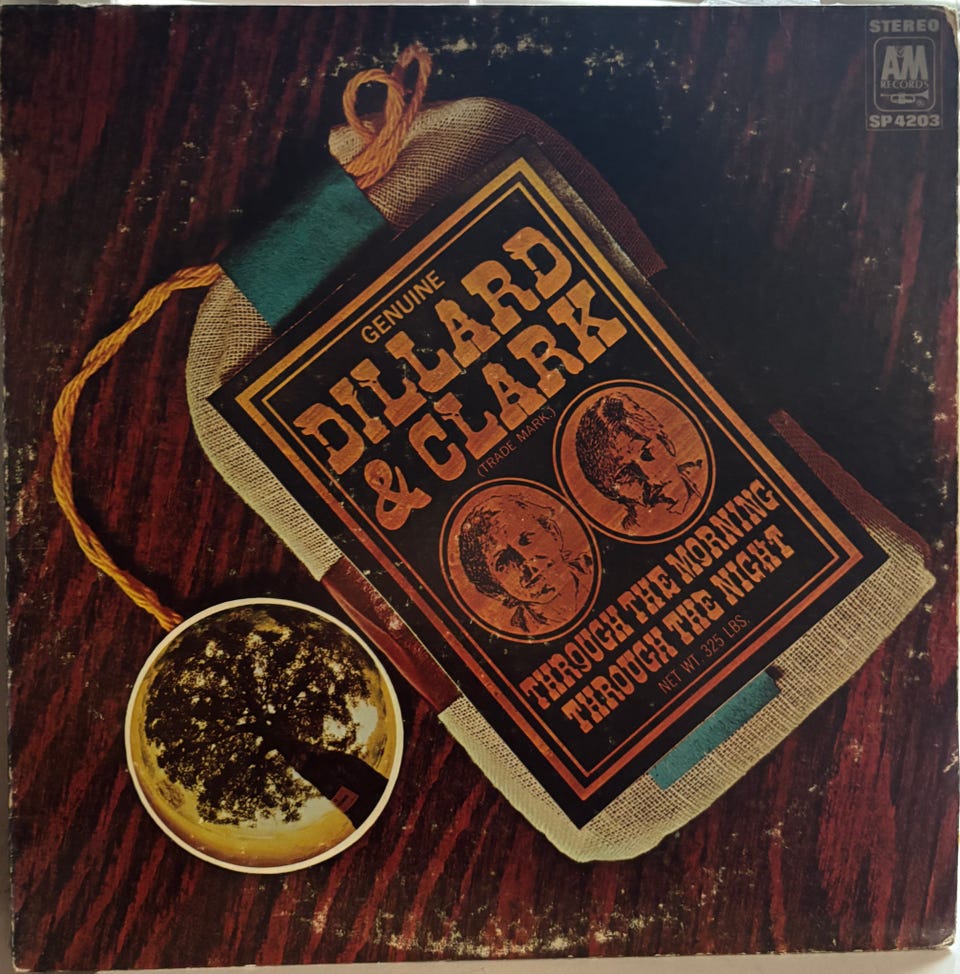 STEREO
A&M
RECORDS
SP 4203
GENUINE
DILLARD
& CLARK
(TRADE MARK)
THROUGH THE MORNING
THROUGH THE NIGHT
NET WT. 325 LBS.